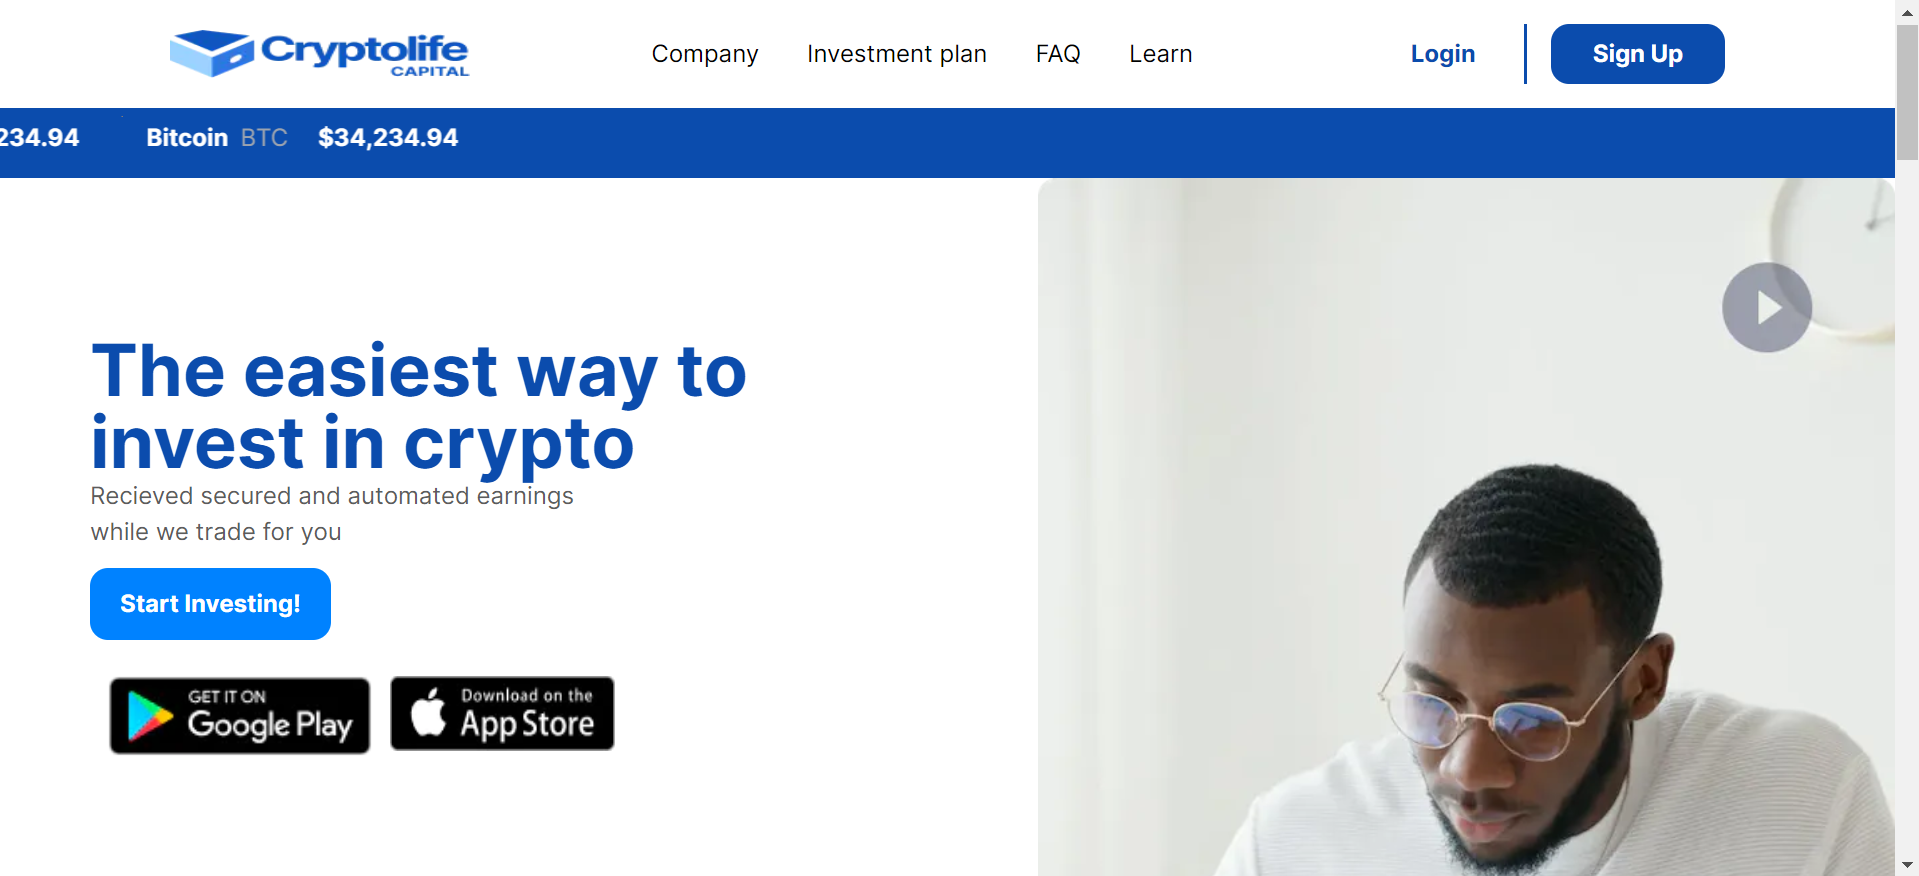 Cryptolife
CAPITAL
Company Investment plan FAQ Learn Login Sign Up
234.94 Bitcoin BTC $34,234.94
The easiest way to
invest in crypto
Recieved secured and automated earnings
while we trade for you
Start Investing!
GET IT ON
Google Play
Download on the
App Store